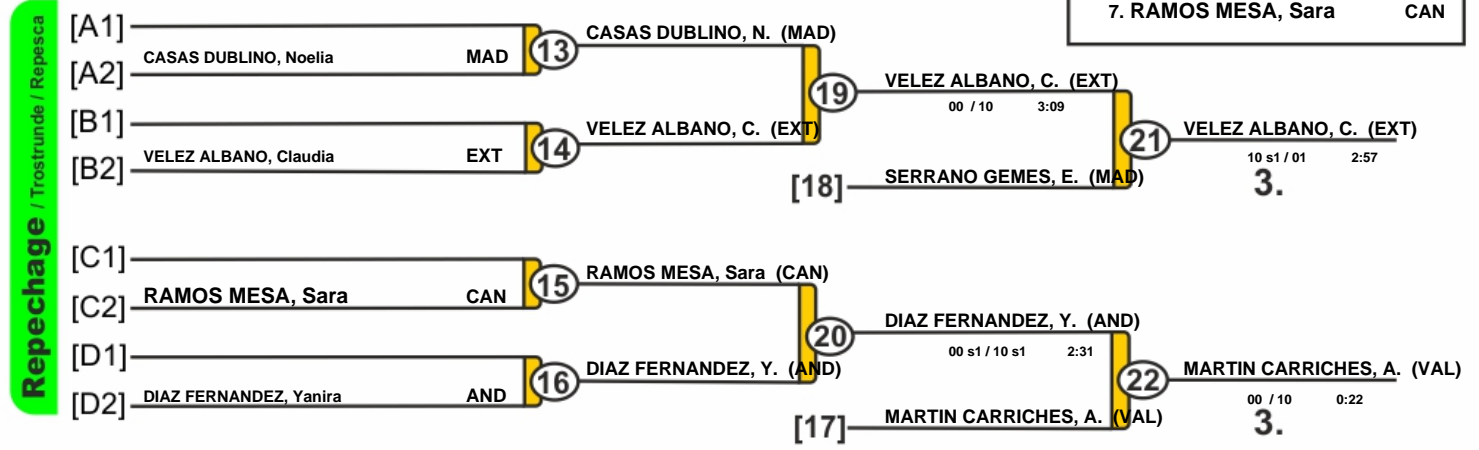 7. RAMOS MESA, Sara CAN
Repechage / Trostrunde / Repesca
[A1]
CASAS DUBLINO, Noelia MAD
[A2]
13
CASAS DUBLINO, N. (MAD)
[B1]
VELEZ ALBANO, Claudia EXT
[B2]
14
VELEZ ALBANO, C. (EXT)
19
VELEZ ALBANO, C. (EXT)
00 / 10 3:09
[18]
SERRANO GEMES, E. (MAD)
21
VELEZ ALBANO, C. (EXT)
10 s1 / 01 2:57
3.
[C1]
RAMOS MESA, Sara CAN
[C2]
15
RAMOS MESA, Sara (CAN)
[D1]
DIAZ FERNANDEZ, Yanira AND
[D2]
16
DIAZ FERNANDEZ, Y. (AND)
20
DIAZ FERNANDEZ, Y. (AND)
00 s1 / 10 s1 2:31
[17]
MARTIN CARRICHES, A. (VAL)
22
MARTIN CARRICHES, A. (VAL)
00 / 10 0:22
3.